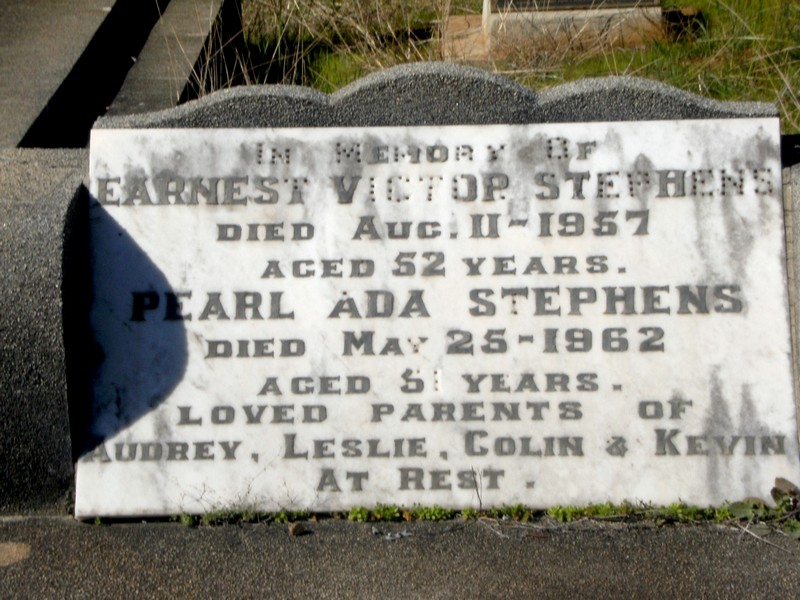 IN MEMORY OF
EARNEST VICTOR STEPHENS
DIED AUG. 11-1957
AGED 52 YEARS.
PEARL ADA STEPHENS
DIED MAY 25-1962
AGED 51 YEARS.
LOVED PARENTS OF
AUDREY, LESLIE, COLIN & KEVIN
AT REST.